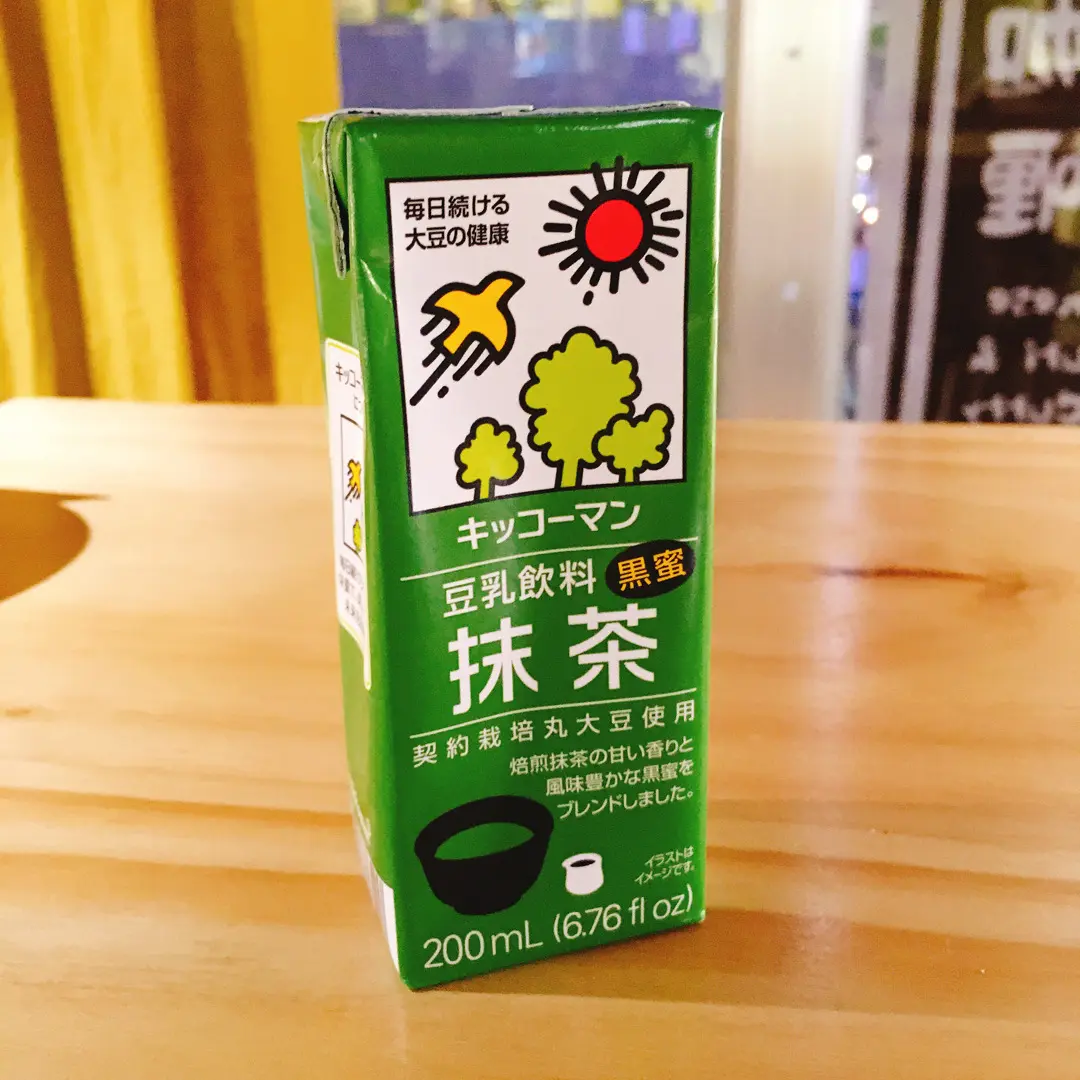 毎日続ける
大豆の健康
キッコーマン
豆乳飲料 黒蜜
抹茶
契約栽培丸大豆使用
焙煎抹茶の甘い香りと
風味豊かな黒蜜を
ブレンドしました。
イラストは
イメージです。
200mL (6.76 fl oz)